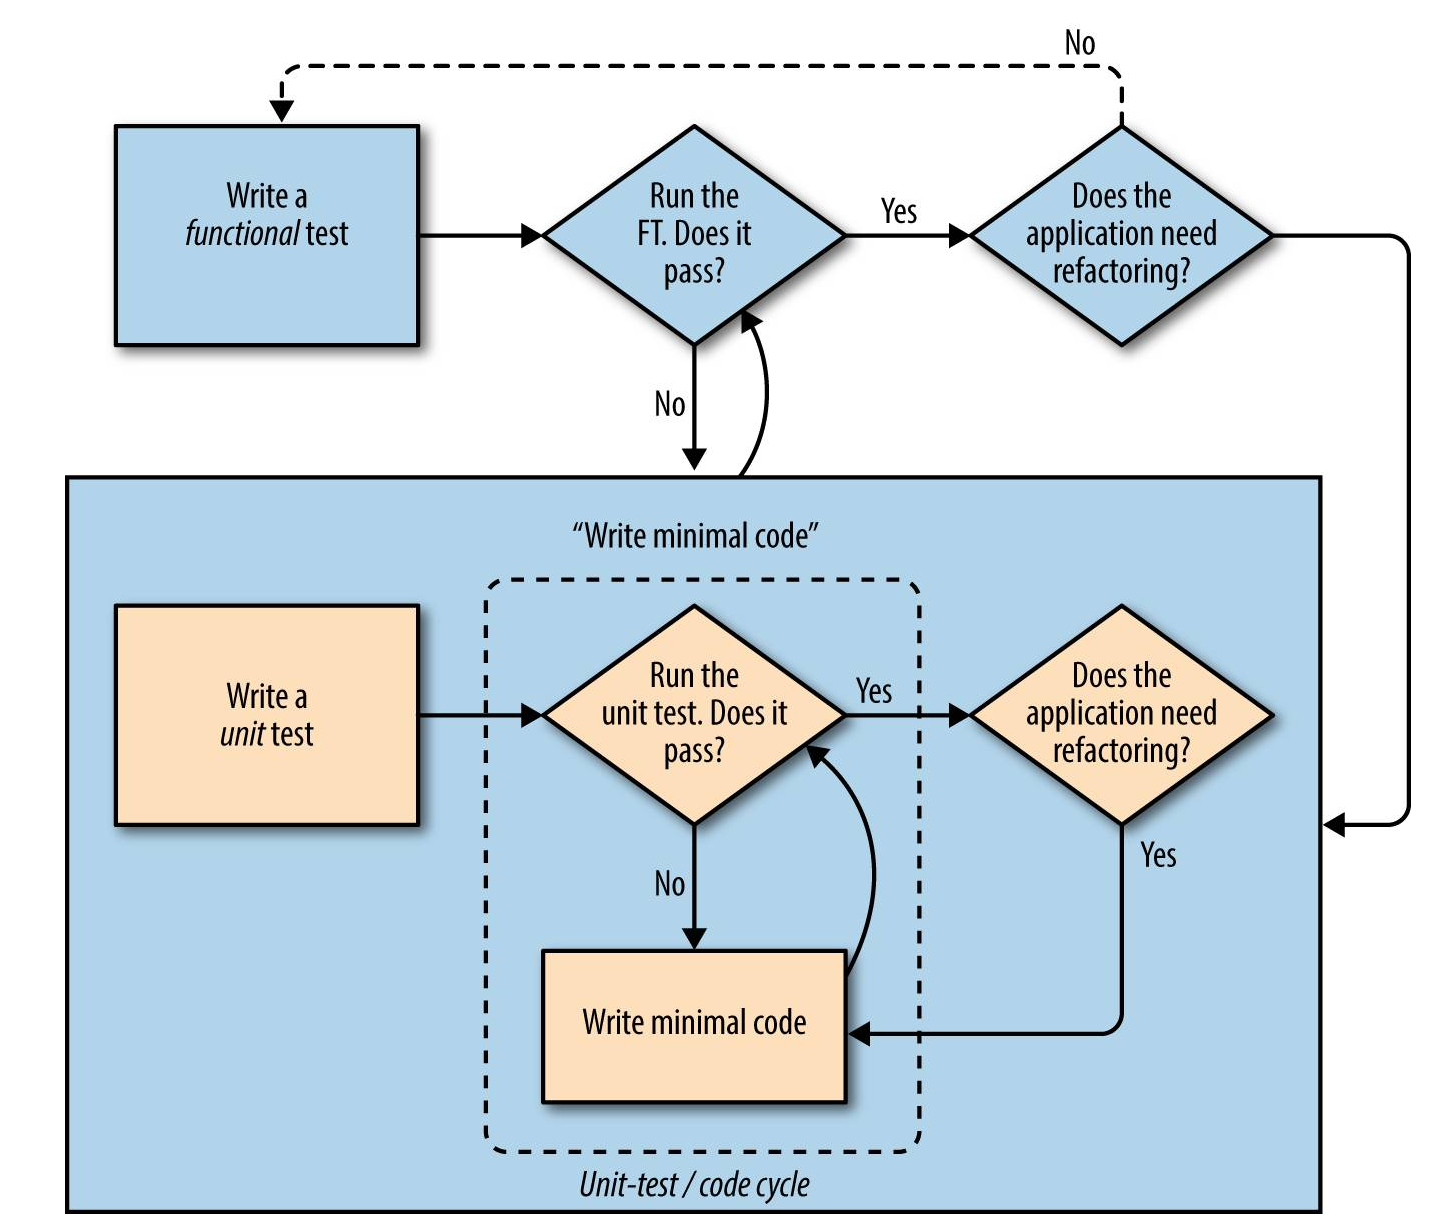 No
Write a
functional test
Run the
FT. Does it
pass?
Yes
Does the
application need
refactoring?
No
“Write minimal code”
Write a
unit test
Run the
unit test. Does it
pass?
Yes
Does the
application need
refactoring?
Yes
No
Write minimal code
Unit-test / code cycle